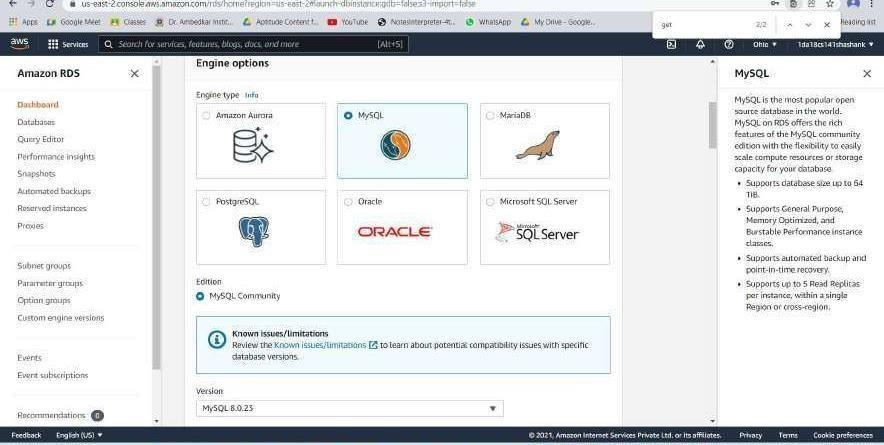 us-east-2.console.aws.amazon.com/rds/home?region=us-east-2#launch-dbinstance:gdb=false;s3-import=false
Apps
Google Meet
Classes
Dr. Ambedkar Instit...
Aptitude Content f...
YouTube
WhatsApp
My Drive - Google...
Reading list
get
2/2
aws
Services
Search for services, features, blogs, docs, and more
[Alt+S]
Ohio
1da18cs141shashank
Amazon RDS
Dashboard
Databases
Query Editor
Performance insights
Snapshots
Automated backups
Reserved instances
Proxies
Subnet groups
Parameter groups
Option groups
Custom engine versions
Events
Event subscriptions
Recommendations 0
Engine options
Engine type Info
Amazon Aurora
MySQL
MariaDB
PostgreSQL
Oracle
ORACLE
Microsoft SQL Server
Microsoft
SQL Server
Edition
MySQL Community
Known issues/limitations
Review the Known issues/limitations to learn about potential compatibility issues with specific
database versions.
Version
MySQL 8.0.23
MySQL
MySQL is the most popular open
source database in the world.
MySQL on RDS offers the rich
features of the MySQL community
edition with the flexibility to easily
scale compute resources or storage
capacity for your database.
• Supports database size up to 64
TiB.
• Supports General Purpose,
Memory Optimized, and
Burstable Performance instance
classes.
• Supports automated backup and
point-in-time recovery.
• Supports up to 5 Read Replicas
per instance, within a single
Region or cross-region.
Feedback
English (US)
© 2021, Amazon Internet Services Private Ltd. or its affiliates.
Privacy
Terms
Cookie preferences